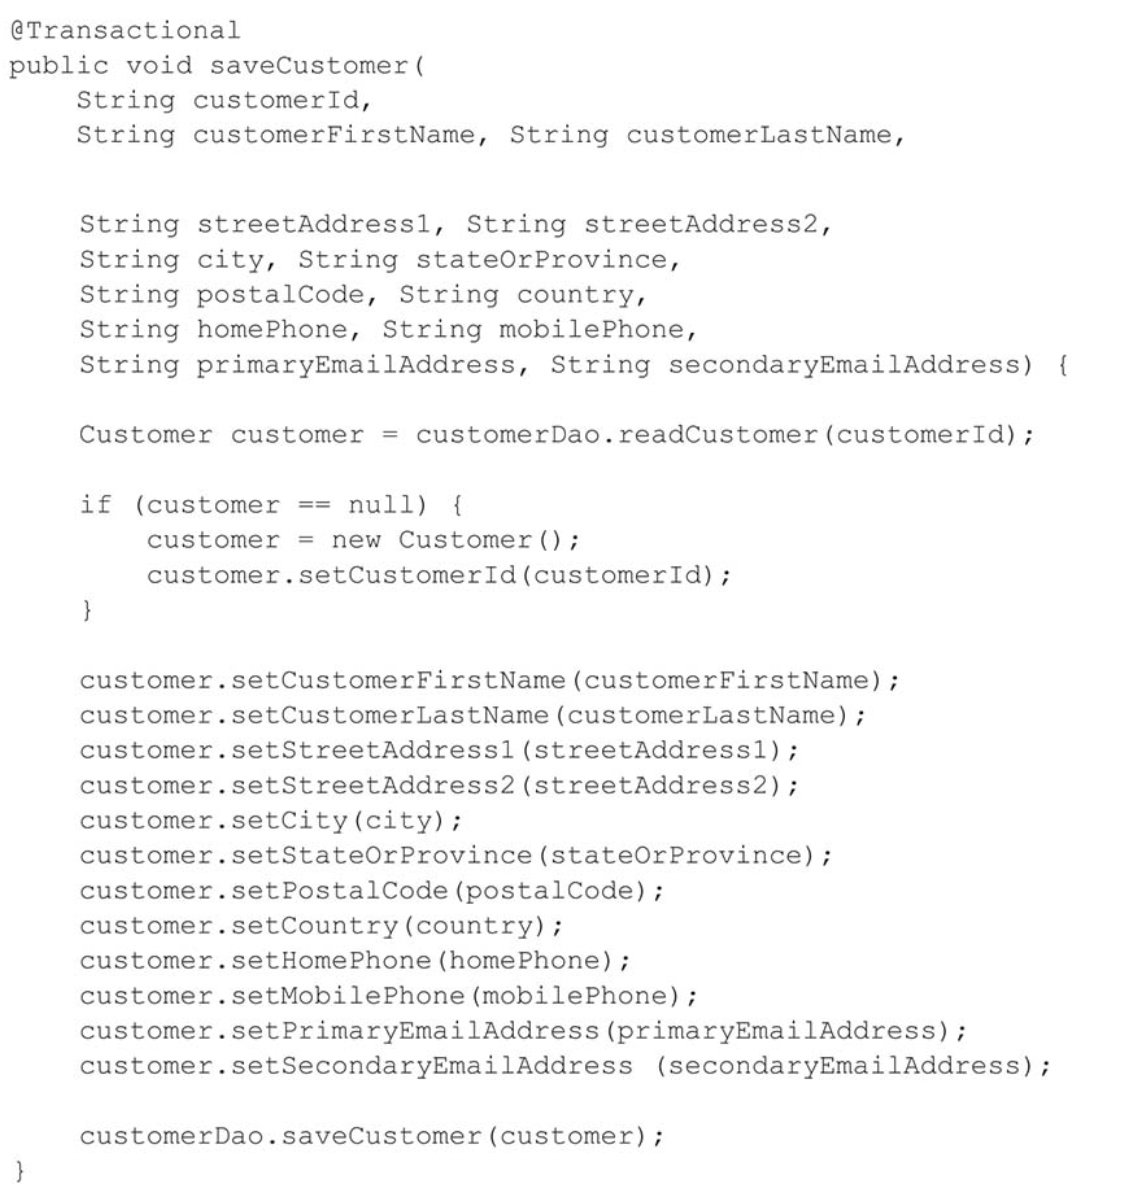 @Transactional
public void saveCustomer(
    String customerId,
    String customerFirstName, String customerLastName,
    String streetAddress1, String streetAddress2,
    String city, String stateOrProvince,
    String postalCode, String country,
    String homePhone, String mobilePhone,
    String primaryEmailAddress, String secondaryEmailAddress) {
    Customer customer = customerDao.readCustomer(customerId);
    if (customer == null) {
        customer = new Customer();
        customer.setCustomerId(customerId);
    }
    customer.setCustomerFirstName(customerFirstName);
    customer.setCustomerLastName(customerLastName);
    customer.setStreetAddress1(streetAddress1);
    customer.setStreetAddress2(streetAddress2);
    customer.setCity(city);
    customer.setStateOrProvince(stateOrProvince);
    customer.setPostalCode(postalCode);
    customer.setCountry(country);
    customer.setHomePhone(homePhone);
    customer.setMobilePhone(mobilePhone);
    customer.setPrimaryEmailAddress(primaryEmailAddress);
    customer.setSecondaryEmailAddress (secondaryEmailAddress);
    customerDao.saveCustomer(customer);
}